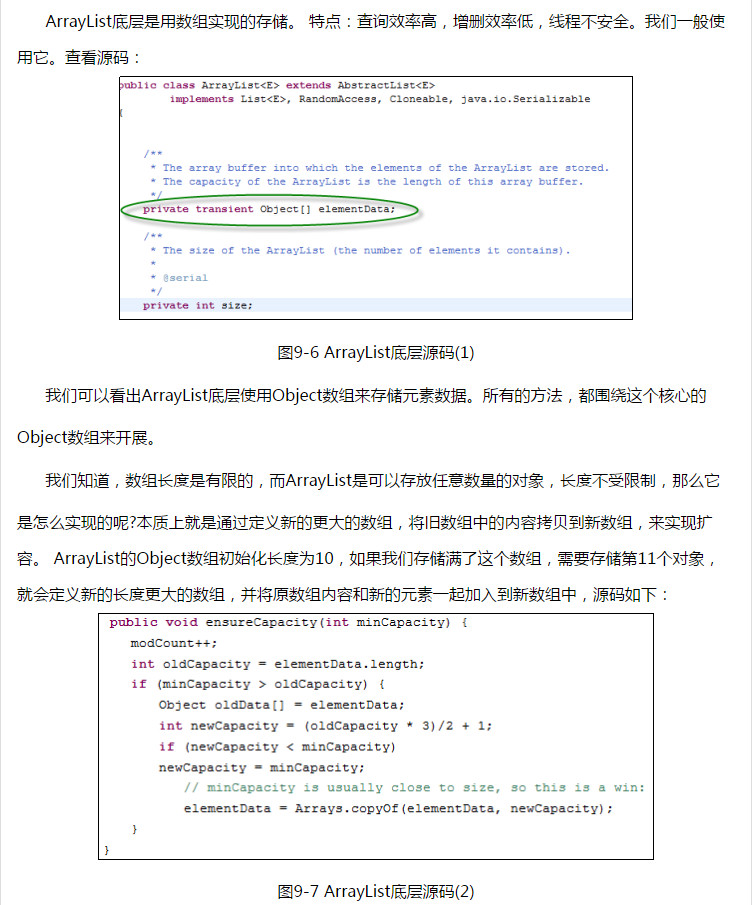 ArrayList底层是用数组实现的存储。 特点：查询效率高，增删效率低，线程不安全。我们一般使
用它。查看源码：
public class ArrayList<E> extends AbstractList<E>
implements List<E>, RandomAccess, Cloneable, java.io.Serializable
{
/**
* The array buffer into which the elements of the ArrayList are stored.
* The capacity of the ArrayList is the length of this array buffer.
*/
private transient Object[] elementData;
/**
* The size of the ArrayList (the number of elements it contains).
*
* @serial
*/
private int size;
图9-6 ArrayList底层源码(1)
我们可以看出ArrayList底层使用Object数组来存储元素数据。所有的方法，都围绕这个核心的
Object数组来开展。
我们知道，数组长度是有限的，而ArrayList是可以存放任意数量的对象，长度不受限制，那么它
是怎么实现的呢?本质上就是通过定义新的更大的数组，将旧数组中的内容拷贝到新数组，来实现扩
容。 ArrayList的Object数组初始化长度为10，如果我们存储满了这个数组，需要存储第11个对象，
就会定义新的长度更大的数组，并将原数组内容和新的元素一起加入到新数组中，源码如下：
public void ensureCapacity(int minCapacity) {
modCount++;
int oldCapacity = elementData.length;
if (minCapacity > oldCapacity) {
Object oldData[] = elementData;
int newCapacity = (oldCapacity * 3)/2 + 1;
if (newCapacity < minCapacity)
newCapacity = minCapacity;
// minCapacity is usually close to size, so this is a win:
elementData = Arrays.copyOf(elementData, newCapacity);
}
}
图9-7 ArrayList底层源码(2)